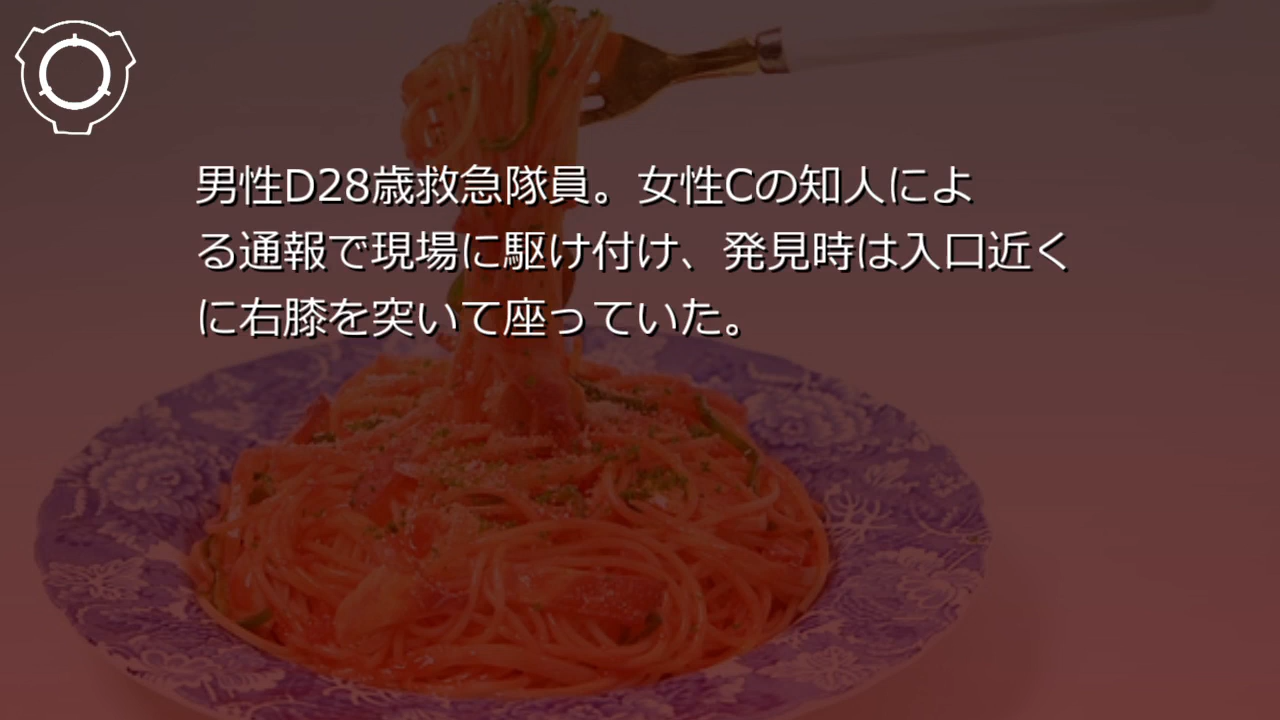 男性D28歳救急隊員。女性Cの知人によ
る通報で現場に駆け付け、発見時は入口近く
に右膝を突いて座っていた。